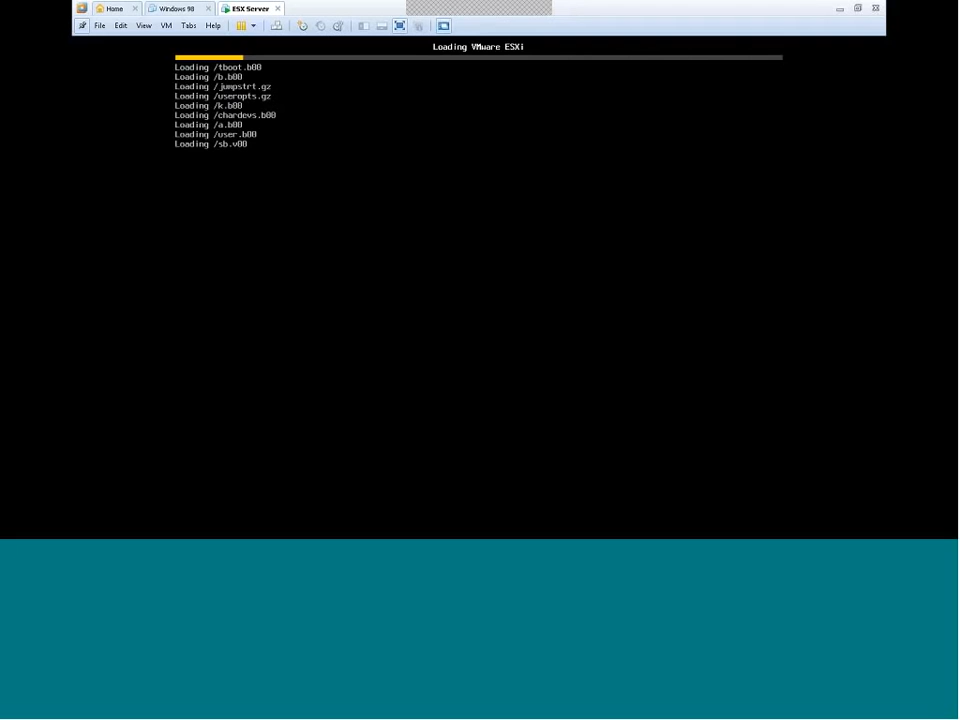 Home Windows 98 ESX Server
File Edit View VM Tabs Help
Loading VMware ESXi
Loading /tboot.b00
Loading /b.b00
Loading /jumpstrt.gz
Loading /useropts.gz
Loading /k.b00
Loading /chardevs.b00
Loading /a.b00
Loading /user.b00
Loading /sb.v00